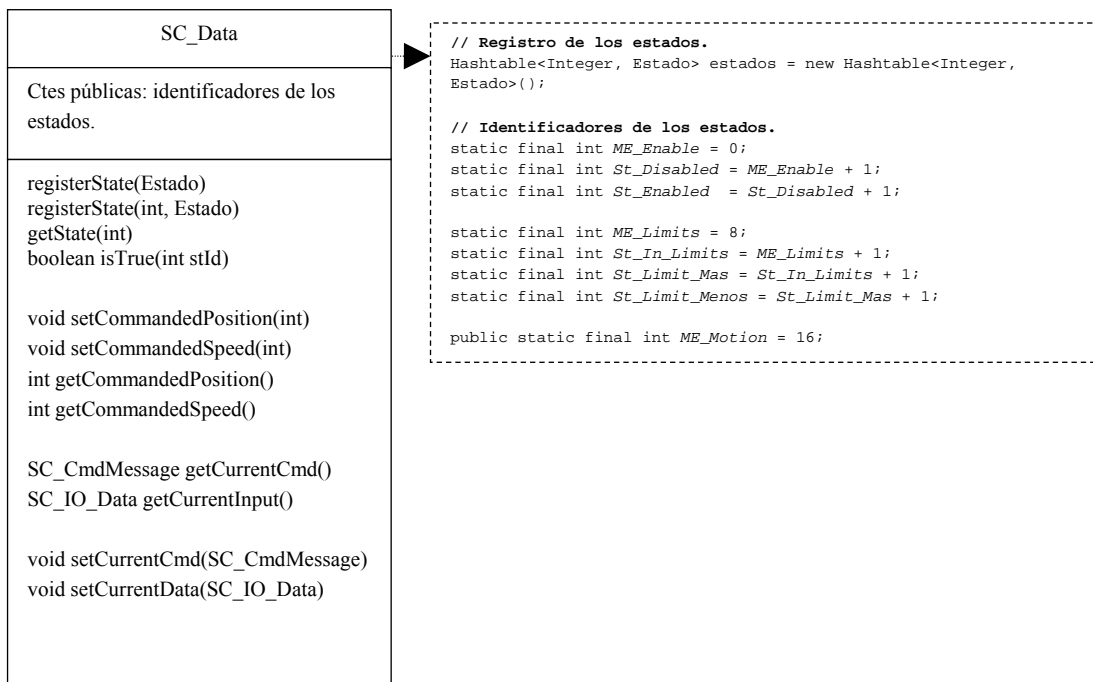 SC_Data
Ctes públicas: identificadores de los
estados.
registerState(Estado)
registerState(int, Estado)
getState(int)
boolean isTrue(int stId)
void setCommandedPosition(int)
void setCommandedSpeed(int)
int getCommandedPosition()
int getCommandedSpeed()
SC_CmdMessage getCurrentCmd()
SC_IO_Data getCurrentInput()
void setCurrentCmd(SC_CmdMessage)
void setCurrentData(SC_IO_Data)
// Registro de los estados.
Hashtable<Integer, Estado> estados = new Hashtable<Integer,
Estado>();
// Identificadores de los estados.
static final int ME_Enable = 0;
static final int St_Disabled = ME_Enable + 1;
static final int St_Enabled  = St_Disabled + 1;
static final int ME_Limits = 8;
static final int St_In_Limits = ME_Limits + 1;
static final int St_Limit_Mas = St_In_Limits + 1;
static final int St_Limit_Menos = St_Limit_Mas + 1;
public static final int ME_Motion = 16;